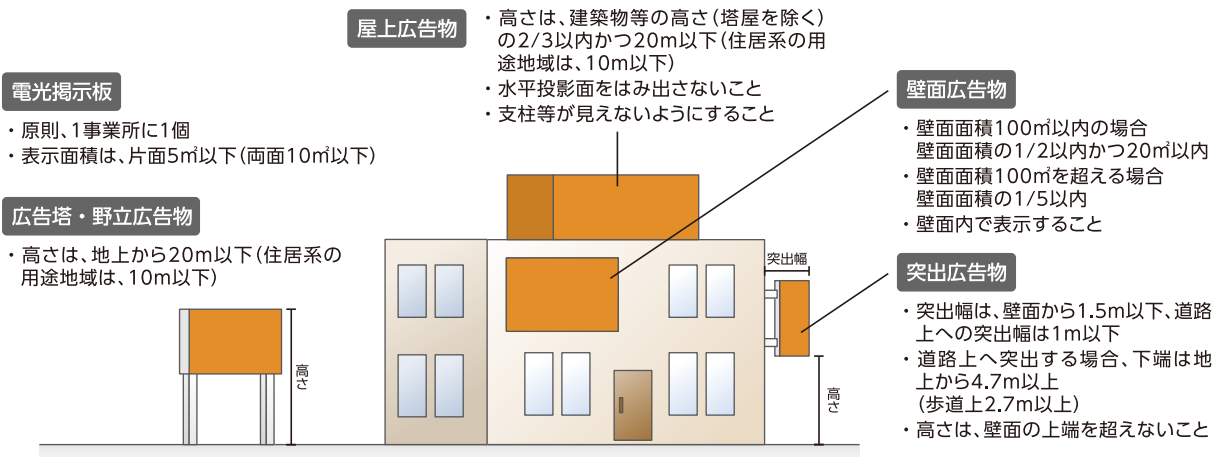 屋上広告物
・高さは、建築物等の高さ(塔屋を除く)
の2/3以内かつ20m以下(住居系の用
途地域は、10m以下)
・水平投影面をはみ出さないこと
・支柱等が見えないようにすること
電光掲示板
・原則、1事業所に1個
・表示面積は、片面5㎡以下(両面10㎡以下)
広告塔・野立広告物
・高さは、地上から20m以下(住居系の
用途地域は、10m以下)
高さ
壁面広告物
・壁面面積100㎡以内の場合
壁面面積の1/2以内かつ20㎡以内
・壁面面積100㎡を超える場合
壁面面積の1/5以内
・壁面内で表示すること
突出幅
突出広告物
・突出幅は、壁面から1.5m以下、道路
上への突出幅は1m以下
・道路上へ突出する場合、下端は地
上から4.7m以上
(歩道上2.7m以上)
・高さは、壁面の上端を超えないこと
高さ